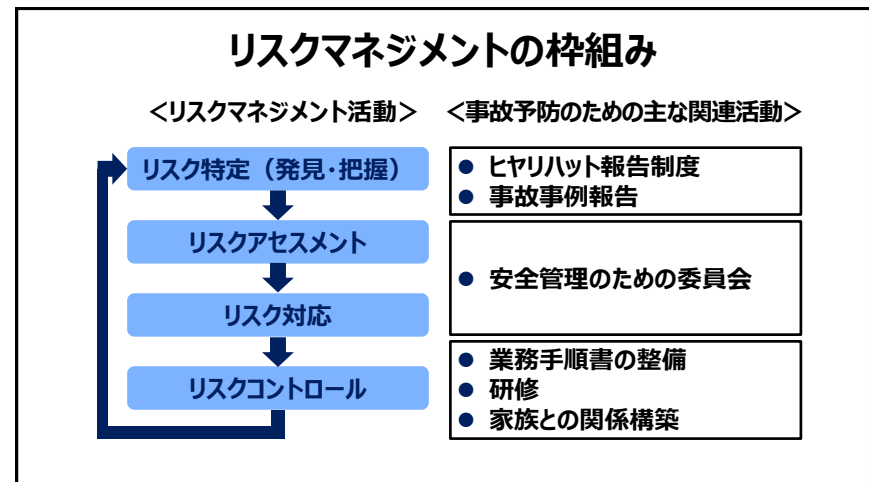 リスクマネジメントの枠組み
＜リスクマネジメント活動＞
＜事故予防のための主な関連活動＞
リスク特定（発見・把握）
● ヒヤリハット報告制度
● 事故事例報告
リスクアセスメント
リスク対応
● 安全管理のための委員会
リスクコントロール
● 業務手順書の整備
● 研修
● 家族との関係構築